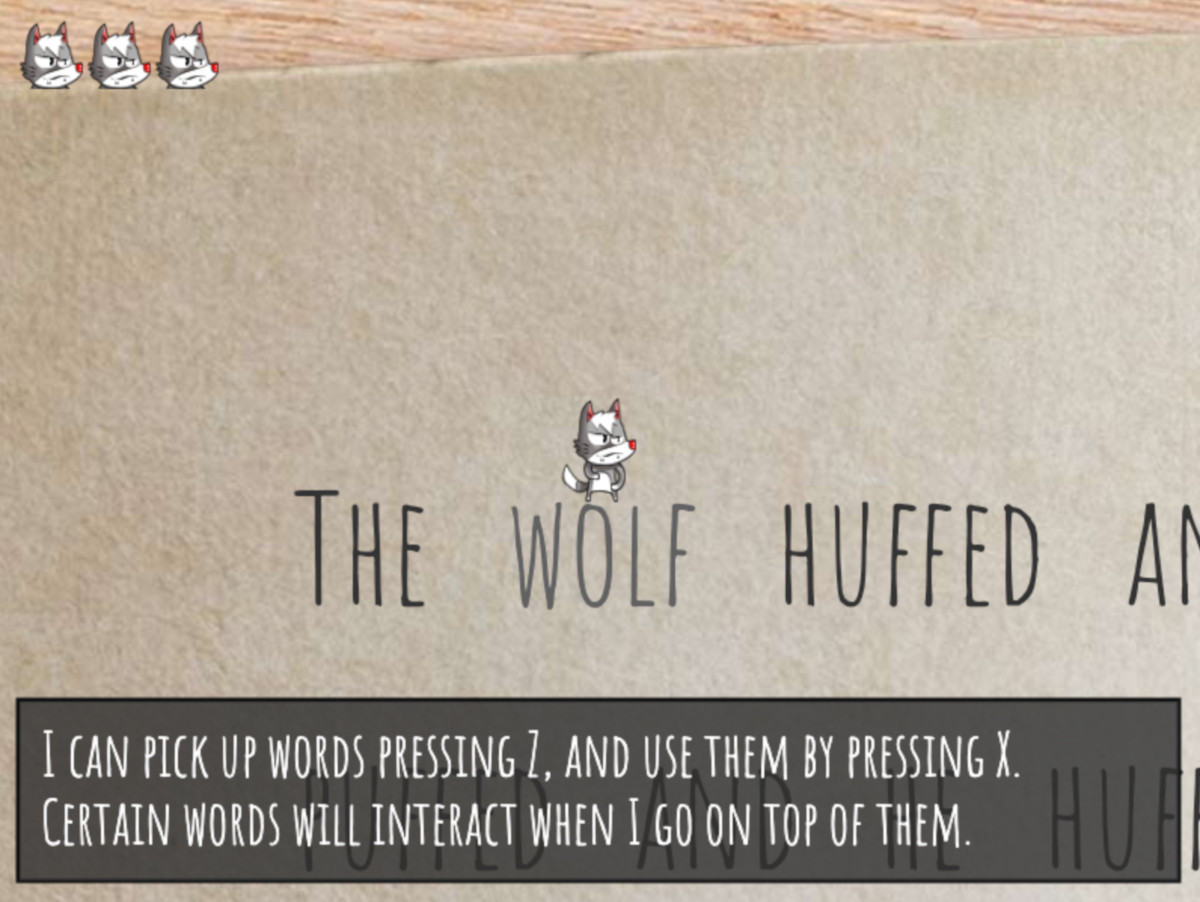 The wolf huffed an
puffed and he huff
I can pick up words pressing Z, and use them by pressing X.
Certain words will interact when I go on top of them.